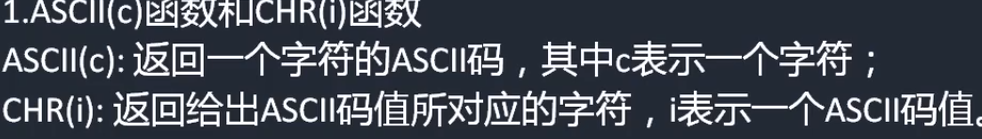 1.ASCII(c)函数和CHR(i)函数
ASCII(c): 返回一个字符的ASCII码，其中c表示一个字符；
CHR(i): 返回给出ASCII码值所对应的字符，i表示一个ASCII码值。